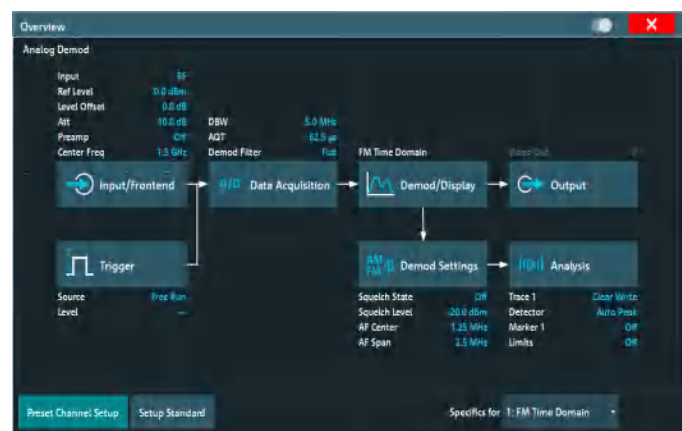 Overview
X
Analog Demod
Input RF
Ref Level 0.0 dBm
Level Offset 0.0 dB
Att 10.0 dB
Preamp Off
Center Freq 1.5 GHz
DBW 5.0 MHz
AQT 62.5 µs
Demod Filter Flat
FM Time Domain
Video Out
Input/Frontend
A/D Data Acquisition
Demod/Display
Output
Trigger
AM FM Demod Settings
Analysis
Source Free Run
Level ---
Squelch State Off
Squelch Level -20.0 dBm
AF Center 1.25 MHz
AF Span 2.5 MHz
Trace 1 Clear Write
Detector Auto Peak
Marker 1 Off
Limits Off
Preset Channel Setup
Setup Standard
Specifics for 1: FM Time Domain